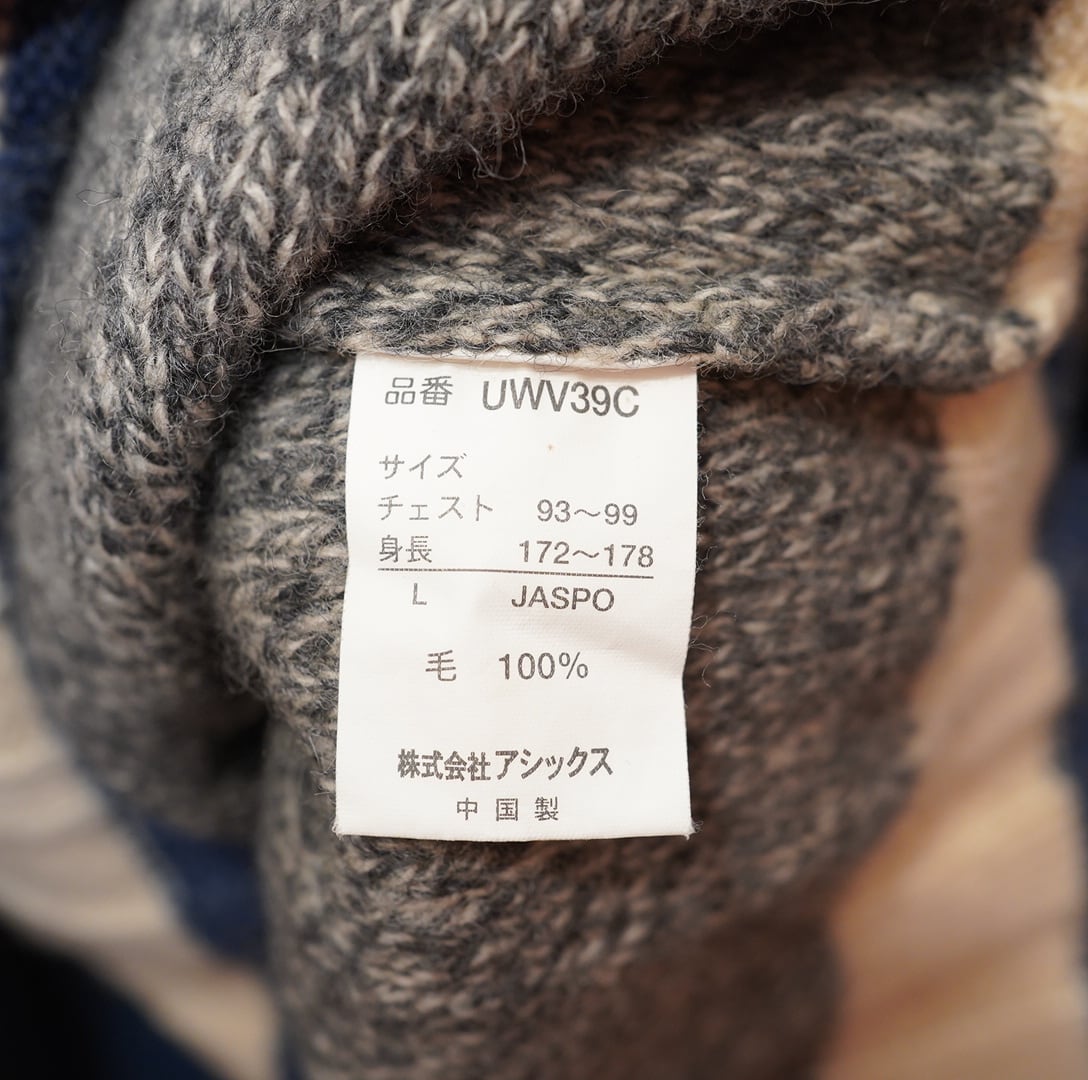 品番 UWV39C
サイズ
チェスト 93〜99
身長 172〜178
L JASPO
毛 100%
株式会社アシックス
中国製